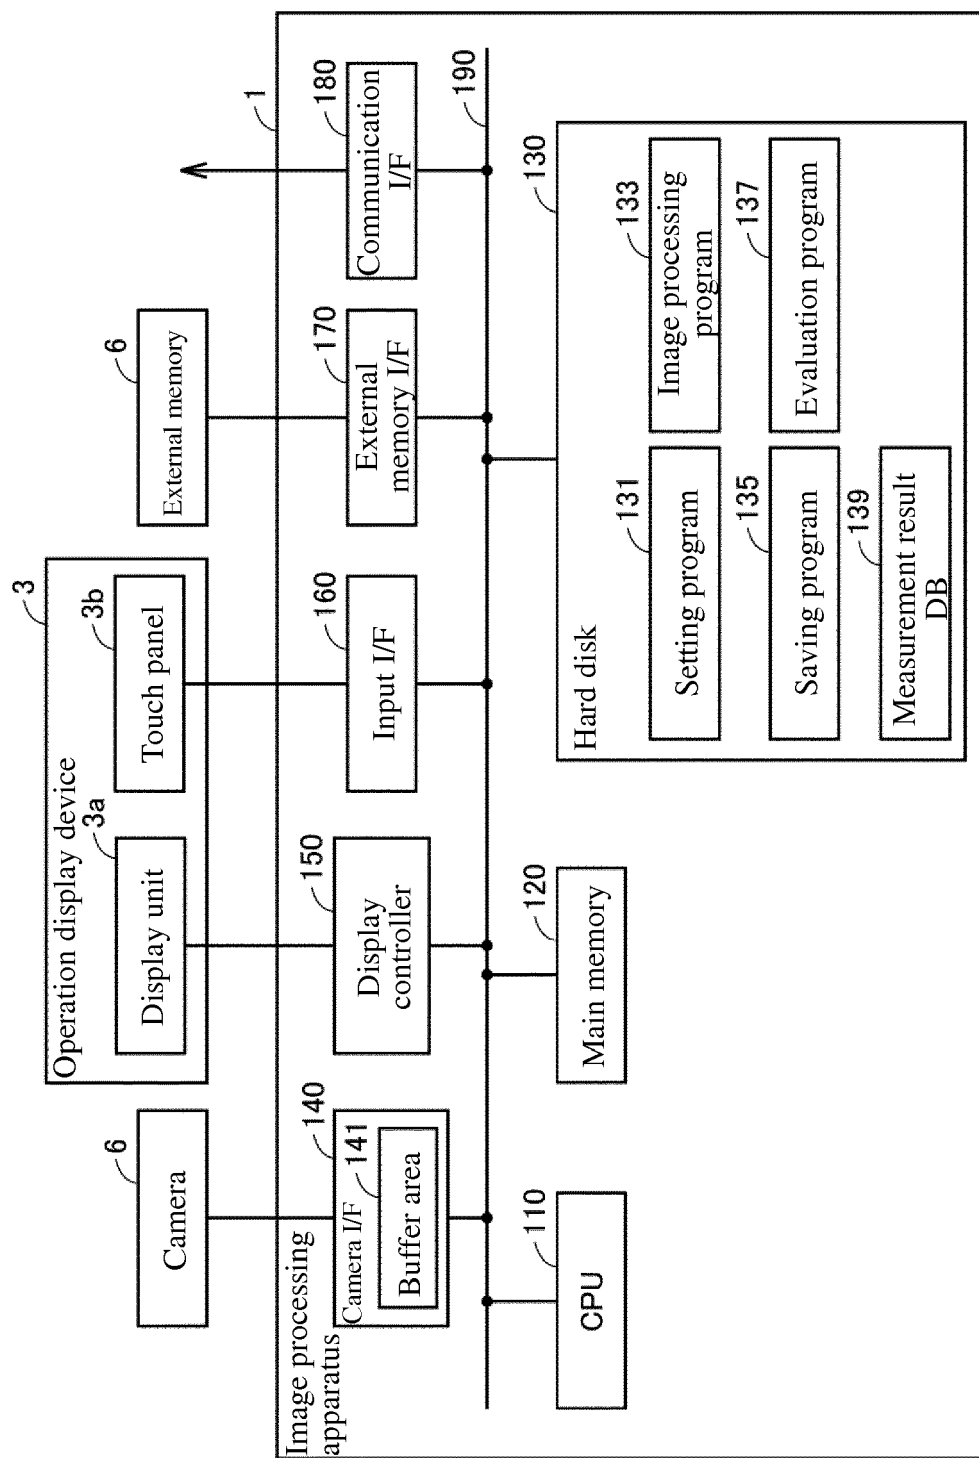 Camera
6
Operation display device
3
Display unit
3a
Touch panel
3b
External memory
6
1
Image processing
apparatus
Camera I/F
140
Buffer area
141
Display
controller
150
Input I/F
160
External
memory I/F
170
Communication
I/F
180
190
CPU
110
Main memory
120
Hard disk
130
Setting program
131
Image processing
program
133
Saving program
135
Evaluation program
137
Measurement result
DB
139